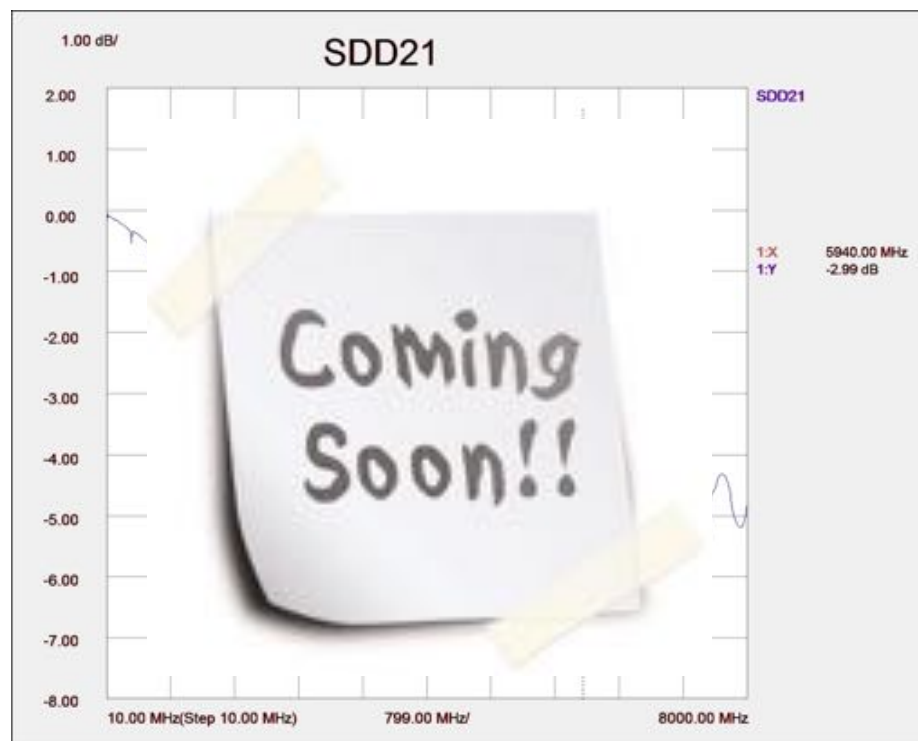 1.00 dB/
SDD21
2.00
1.00
0.00
-1.00
-2.00
-3.00
-4.00
-5.00
-6.00
-7.00
-8.00
SDD21
1:X 5940.00 MHz
1:Y -2.99 dB
Coming
Soon!!
10.00 MHz(Step 10.00 MHz) 799.00 MHz/ 8000.00 MHz